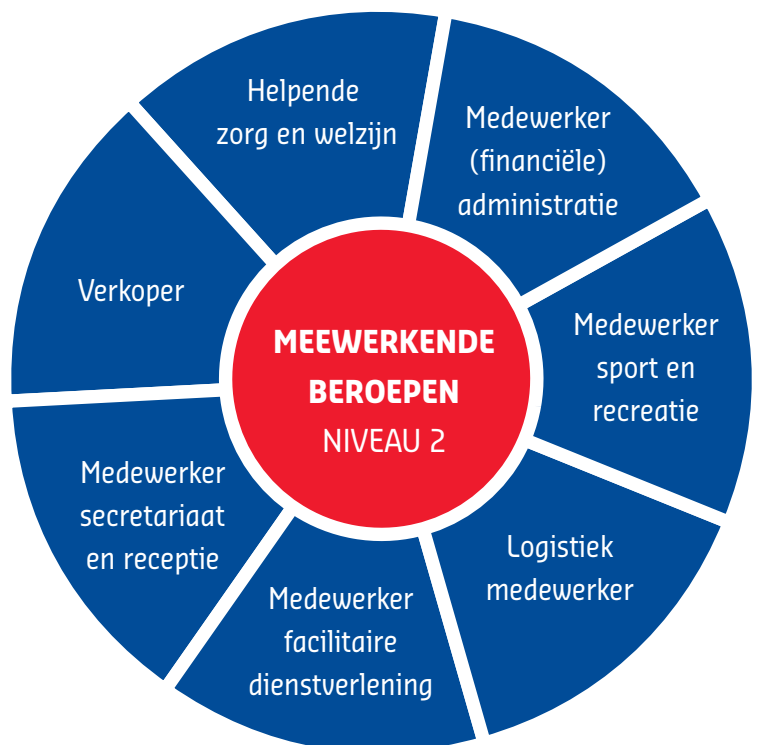 Helpende
zorg en welzijn
Medewerker
(financiële)
administratie
Medewerker
sport en
recreatie
Logistiek
medewerker
Medewerker
facilitaire
dienstverlening
Medewerker
secretariaat
en receptie
Verkoper
MEEWERKENDE
BEROEPEN
NIVEAU 2